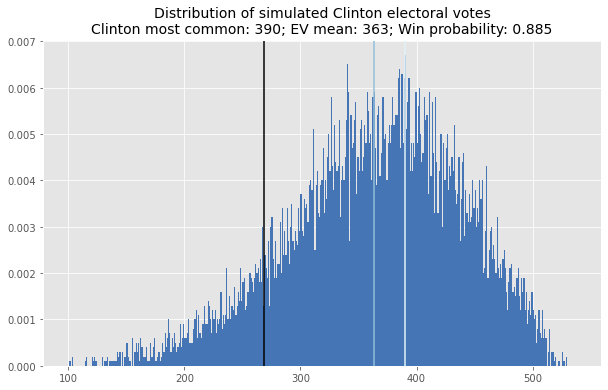 Distribution of simulated Clinton electoral votes
Clinton most common: 390; EV mean: 363; Win probability: 0.885
0.007
0.006
0.005
0.004
0.003
0.002
0.001
0.000
100 200 300 400 500